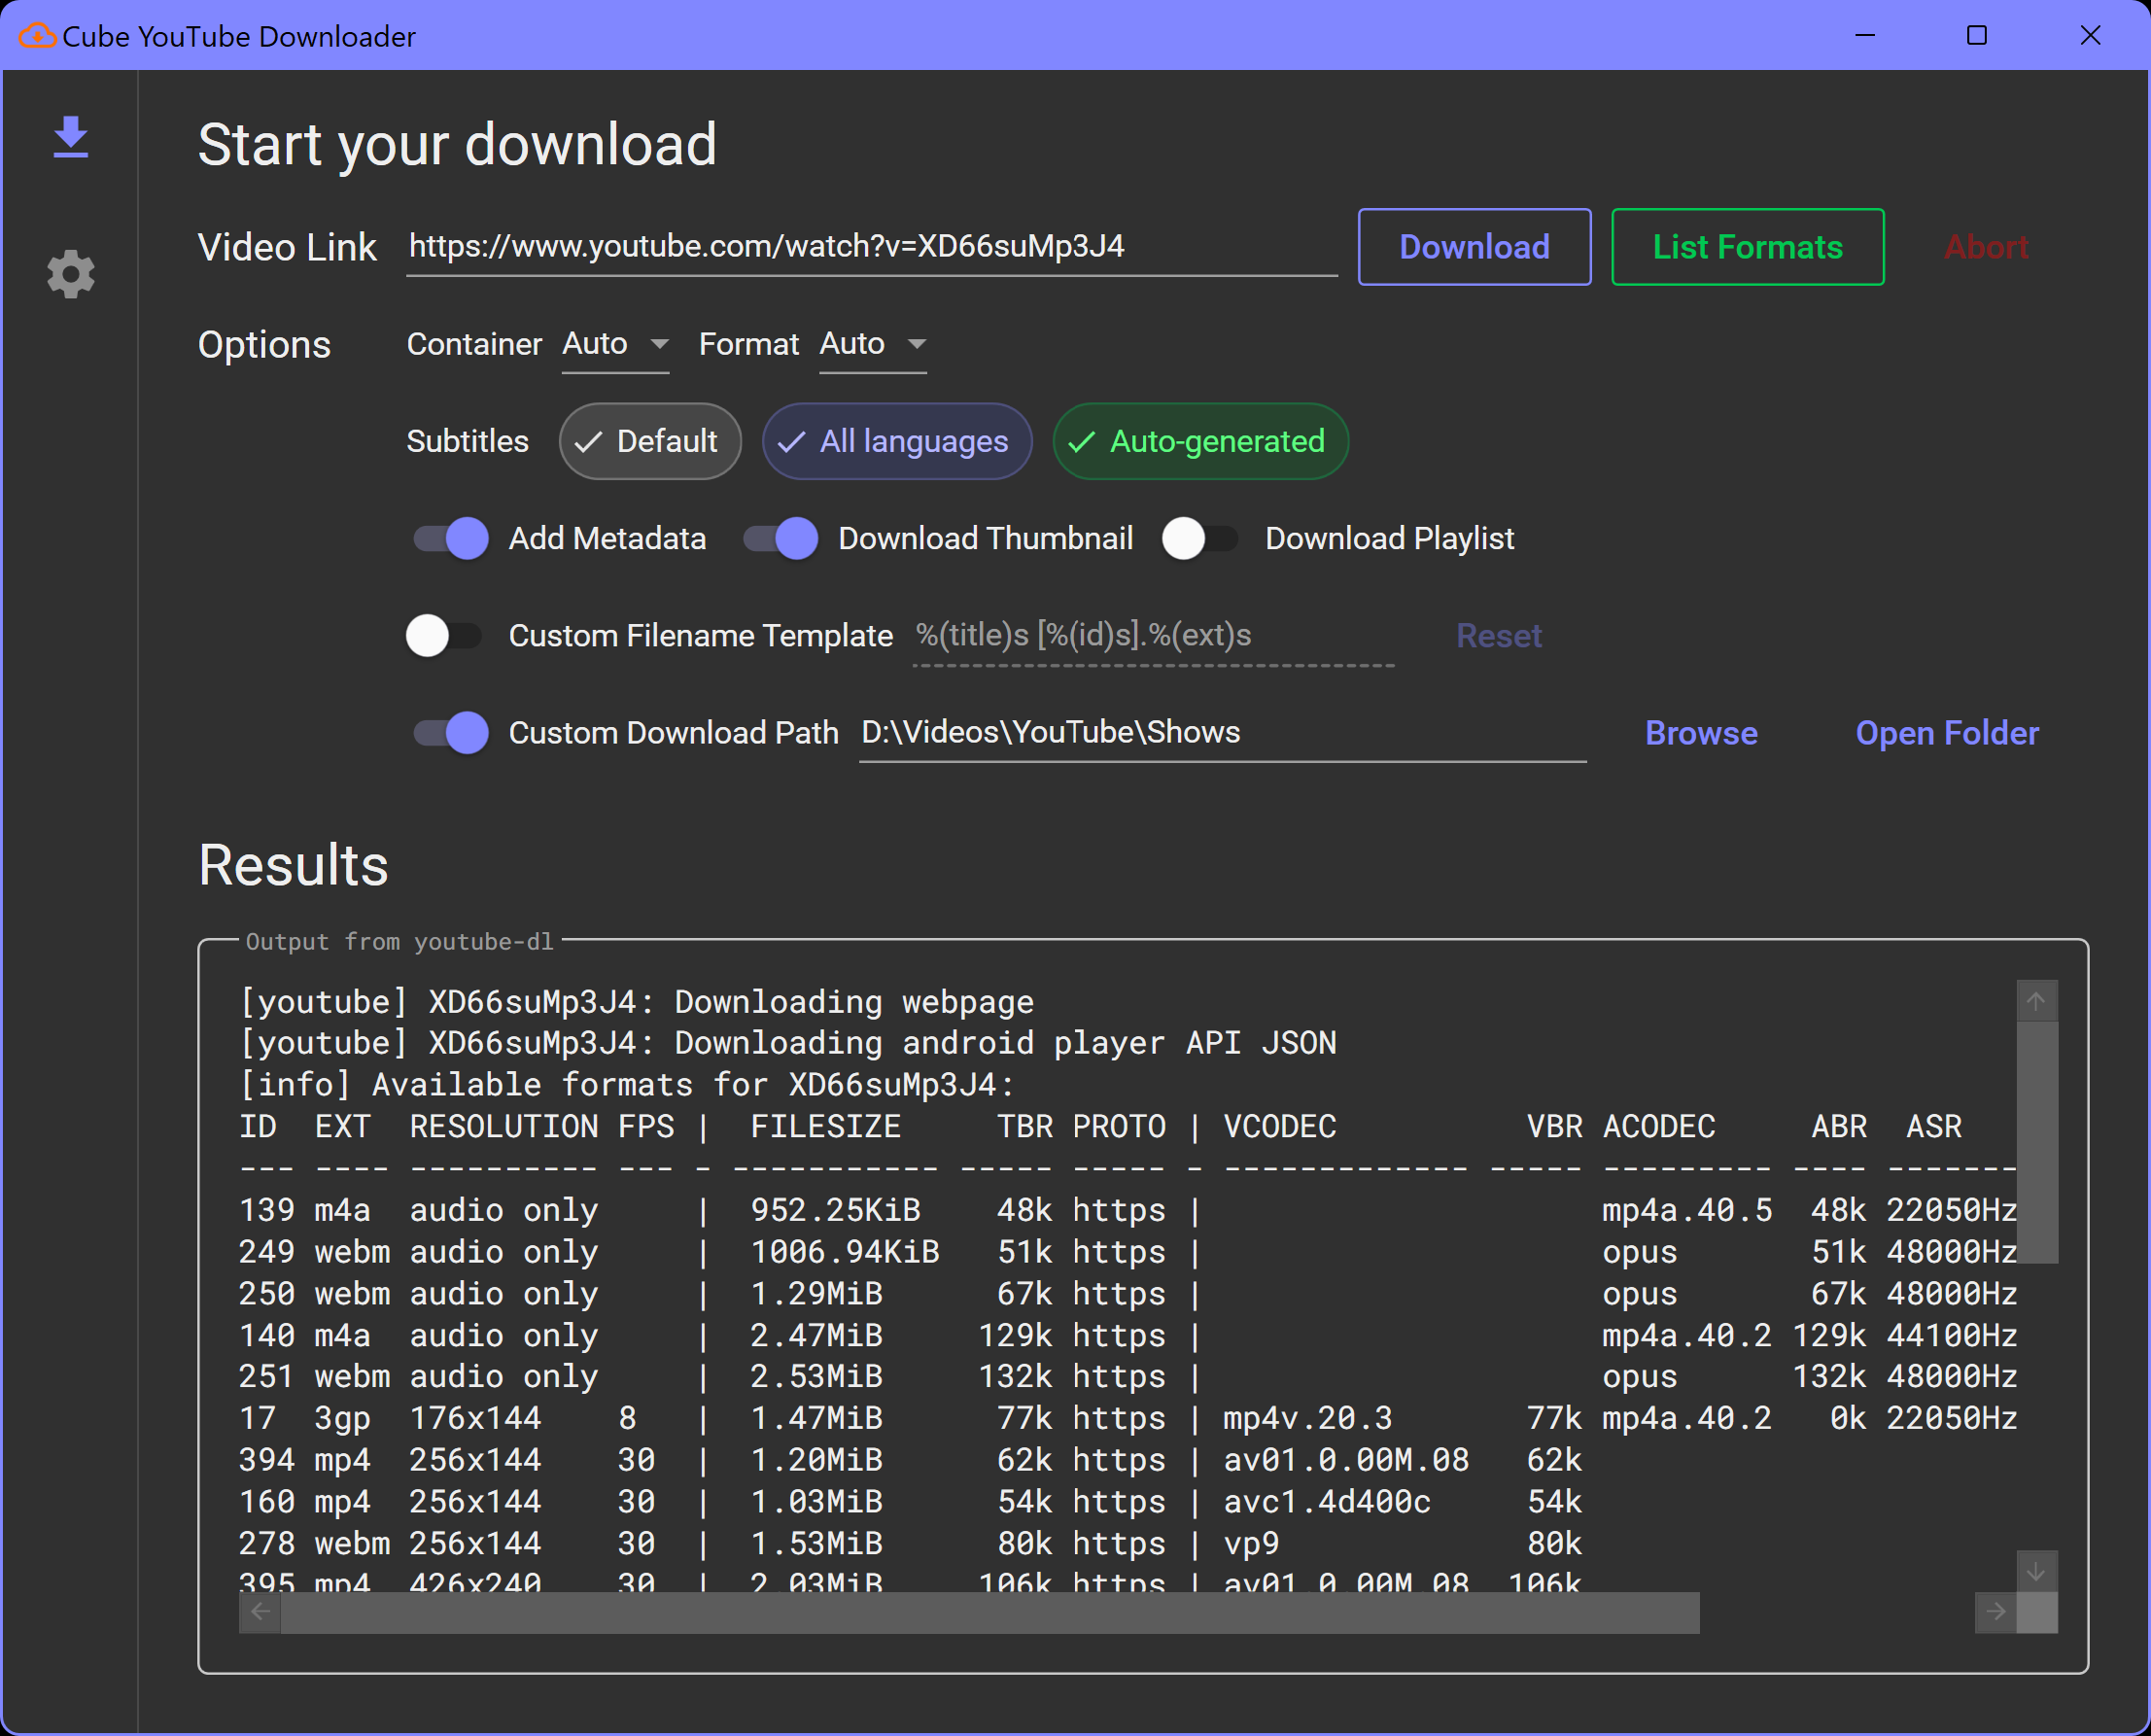 Cube YouTube Downloader
Start your download
Video Link https://www.youtube.com/watch?v=XD66suMp3J4 Download List Formats Abort
Options Container Auto Format Auto
Subtitles Default All languages Auto-generated
Add Metadata Download Thumbnail Download Playlist
Custom Filename Template %(title)s [%(id)s].%(ext)s Reset
Custom Download Path D:\Videos\YouTube\Shows Browse Open Folder
Results
Output from youtube-dl
[youtube] XD66suMp3J4: Downloading webpage
[youtube] XD66suMp3J4: Downloading android player API JSON
[info] Available formats for XD66suMp3J4:
ID  EXT  RESOLUTION FPS |  FILESIZE     TBR PROTO | VCODEC          VBR ACODEC     ABR  ASR
--- ---- ---------- --- - ----------- ----- ----- - ------------- ----- --------- ---- -------
139 m4a  audio only     |  952.25KiB    48k https |                     mp4a.40.5  48k 22050Hz
249 webm audio only     |  1006.94KiB   51k https |                     opus       51k 48000Hz
250 webm audio only     |  1.29MiB      67k https |                     opus       67k 48000Hz
140 m4a  audio only     |  2.47MiB     129k https |                     mp4a.40.2 129k 44100Hz
251 webm audio only     |  2.53MiB     132k https |                     opus      132k 48000Hz
17  3gp  176x144    8   |  1.47MiB      77k https | mp4v.20.3       77k mp4a.40.2   0k 22050Hz
394 mp4  256x144    30  |  1.20MiB      62k https | av01.0.00M.08   62k
160 mp4  256x144    30  |  1.03MiB      54k https | avc1.4d400c     54k
278 webm 256x144    30  |  1.53MiB      80k https | vp9             80k
395 mp4  426x240    30  |  2.03MiB     106k https | av01.0.00M.08  106k